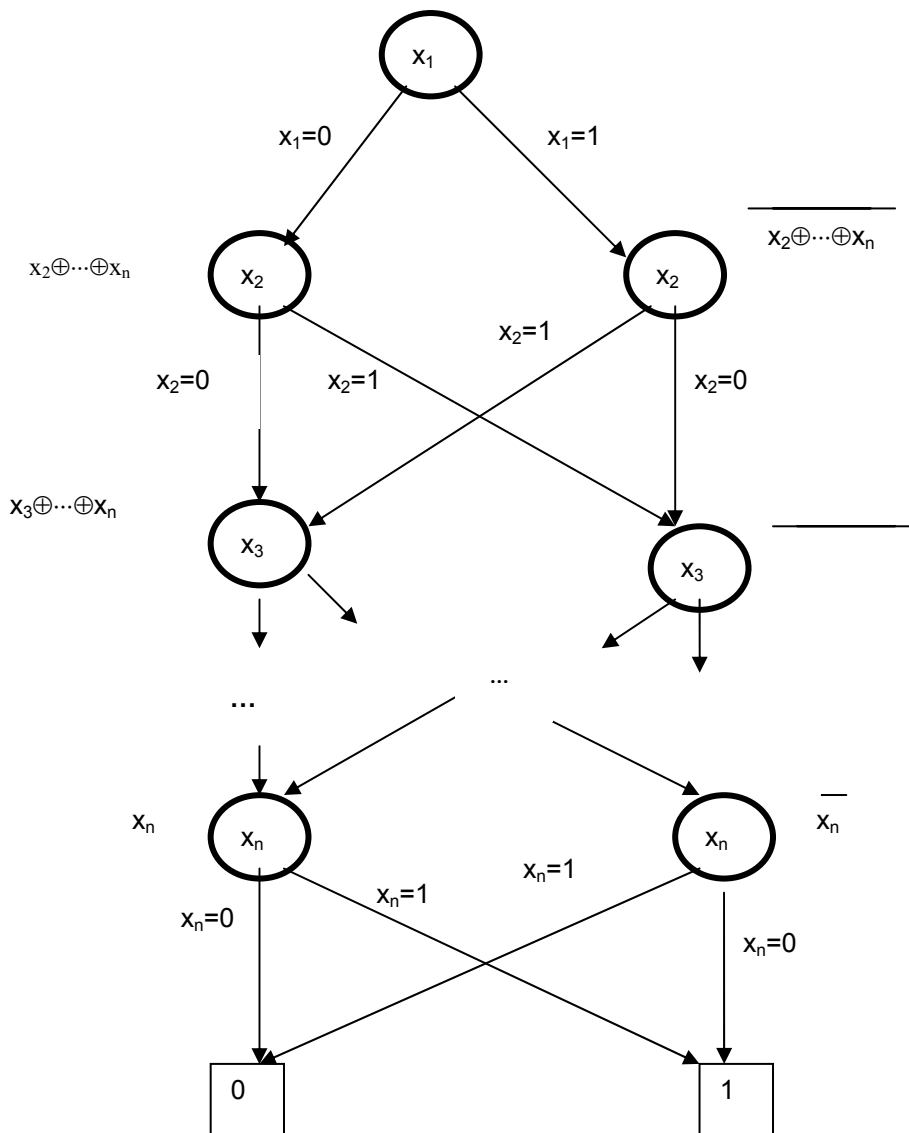 x₁
x₁=0
x₁=1
x₂⊕···⊕xₙ
x₂
x₂
x₂⊕···⊕xₙ
x₂=0
x₂=1
x₂=1
x₂=0
x₃⊕···⊕xₙ
x₃
x₃
...
...
xₙ
xₙ
xₙ
x̅ₙ
xₙ=0
xₙ=1
xₙ=1
xₙ=0
0
1